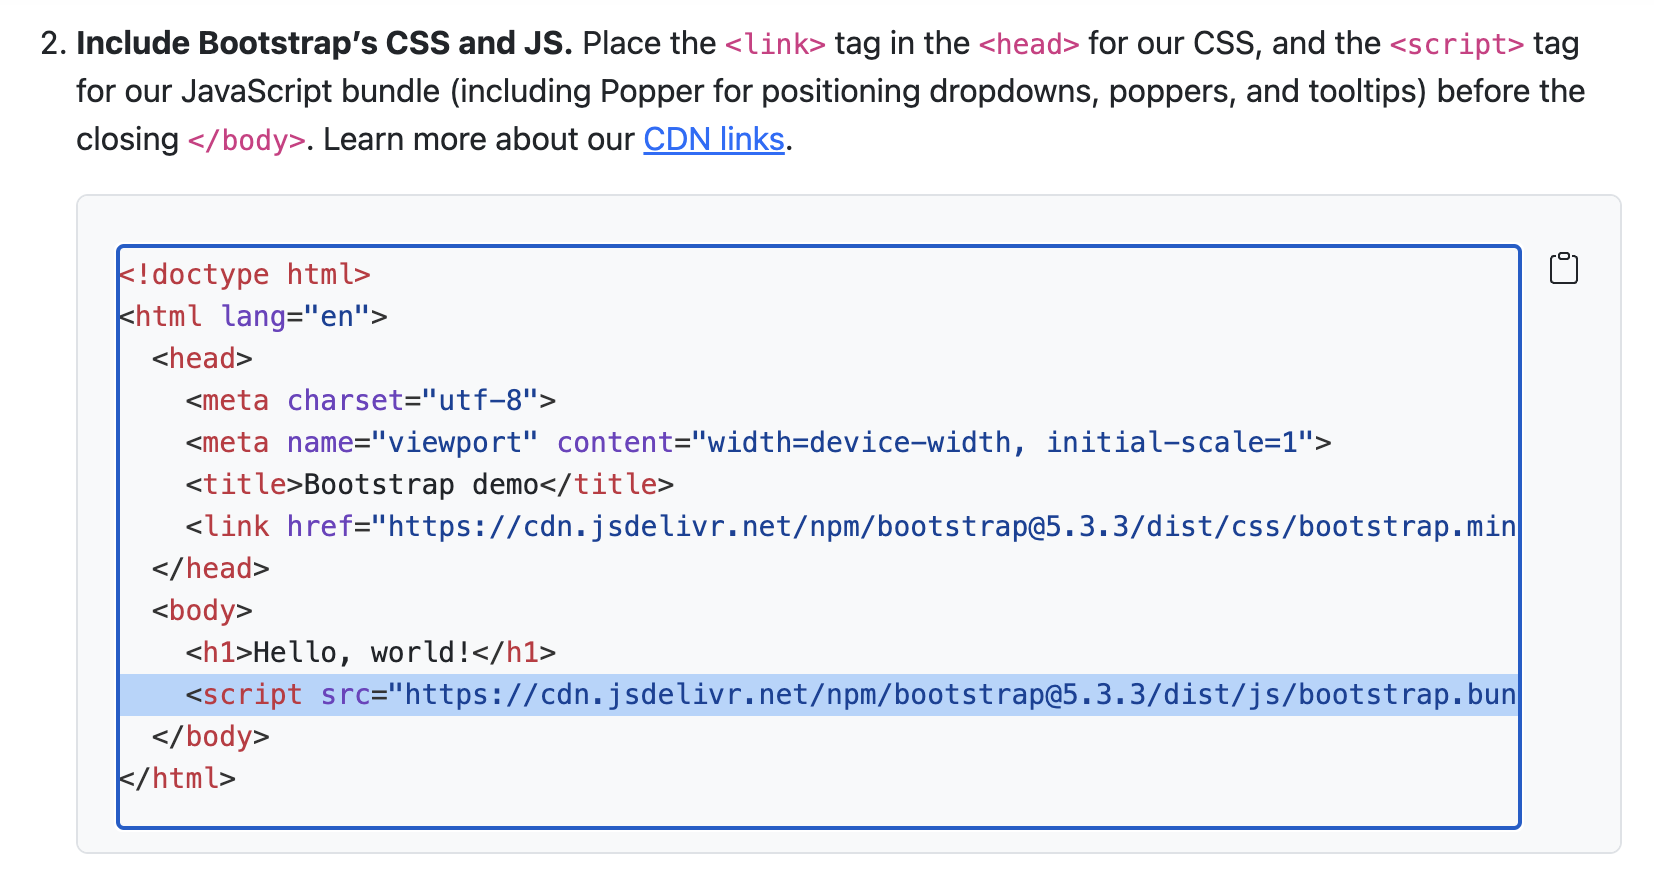 2. Include Bootstrap’s CSS and JS. Place the <link> tag in the <head> for our CSS, and the <script> tag
for our JavaScript bundle (including Popper for positioning dropdowns, poppers, and tooltips) before the
closing </body>. Learn more about our CDN links.
<!doctype html>
<html lang="en">
  <head>
    <meta charset="utf-8">
    <meta name="viewport" content="width=device-width, initial-scale=1">
    <title>Bootstrap demo</title>
    <link href="https://cdn.jsdelivr.net/npm/bootstrap@5.3.3/dist/css/bootstrap.min
  </head>
  <body>
    <h1>Hello, world!</h1>
    <script src="https://cdn.jsdelivr.net/npm/bootstrap@5.3.3/dist/js/bootstrap.bun
  </body>
</html>